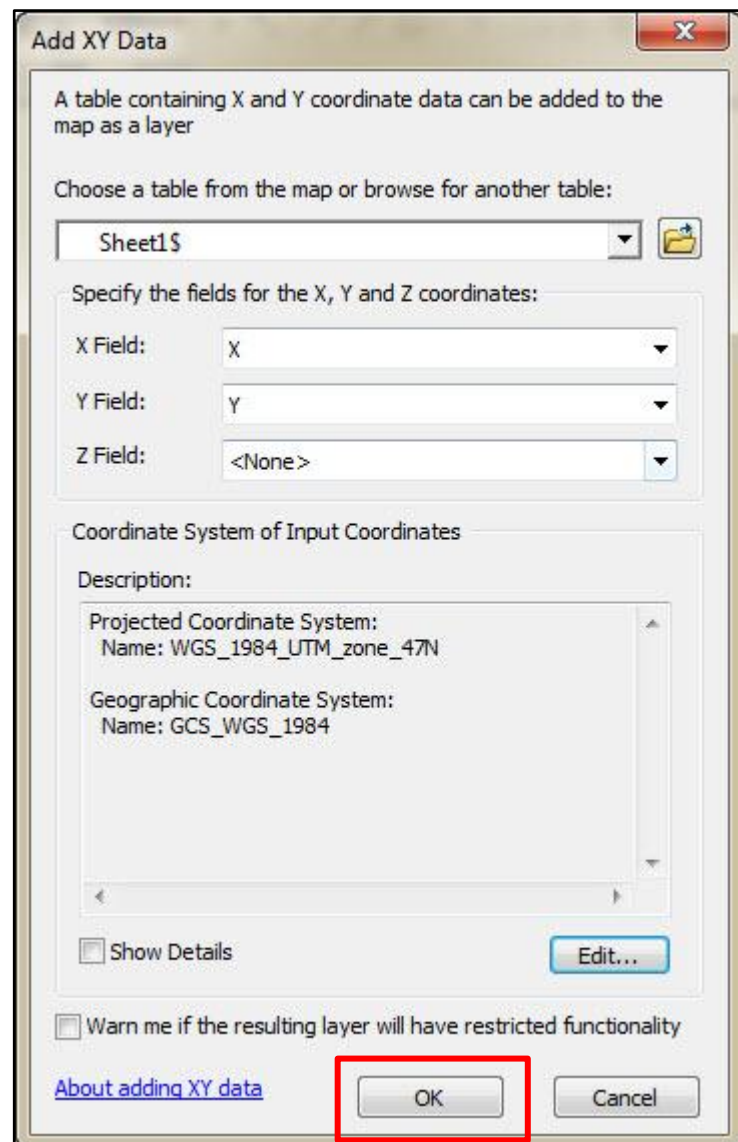 Add XY Data
A table containing X and Y coordinate data can be added to the
map as a layer
Choose a table from the map or browse for another table:
Sheet1$
Specify the fields for the X, Y and Z coordinates:
X Field: X
Y Field: Y
Z Field: <None>
Coordinate System of Input Coordinates
Description:
Projected Coordinate System:
Name: WGS_1984_UTM_zone_47N
Geographic Coordinate System:
Name: GCS_WGS_1984
Show Details Edit...
Warn me if the resulting layer will have restricted functionality
About adding XY data OK Cancel